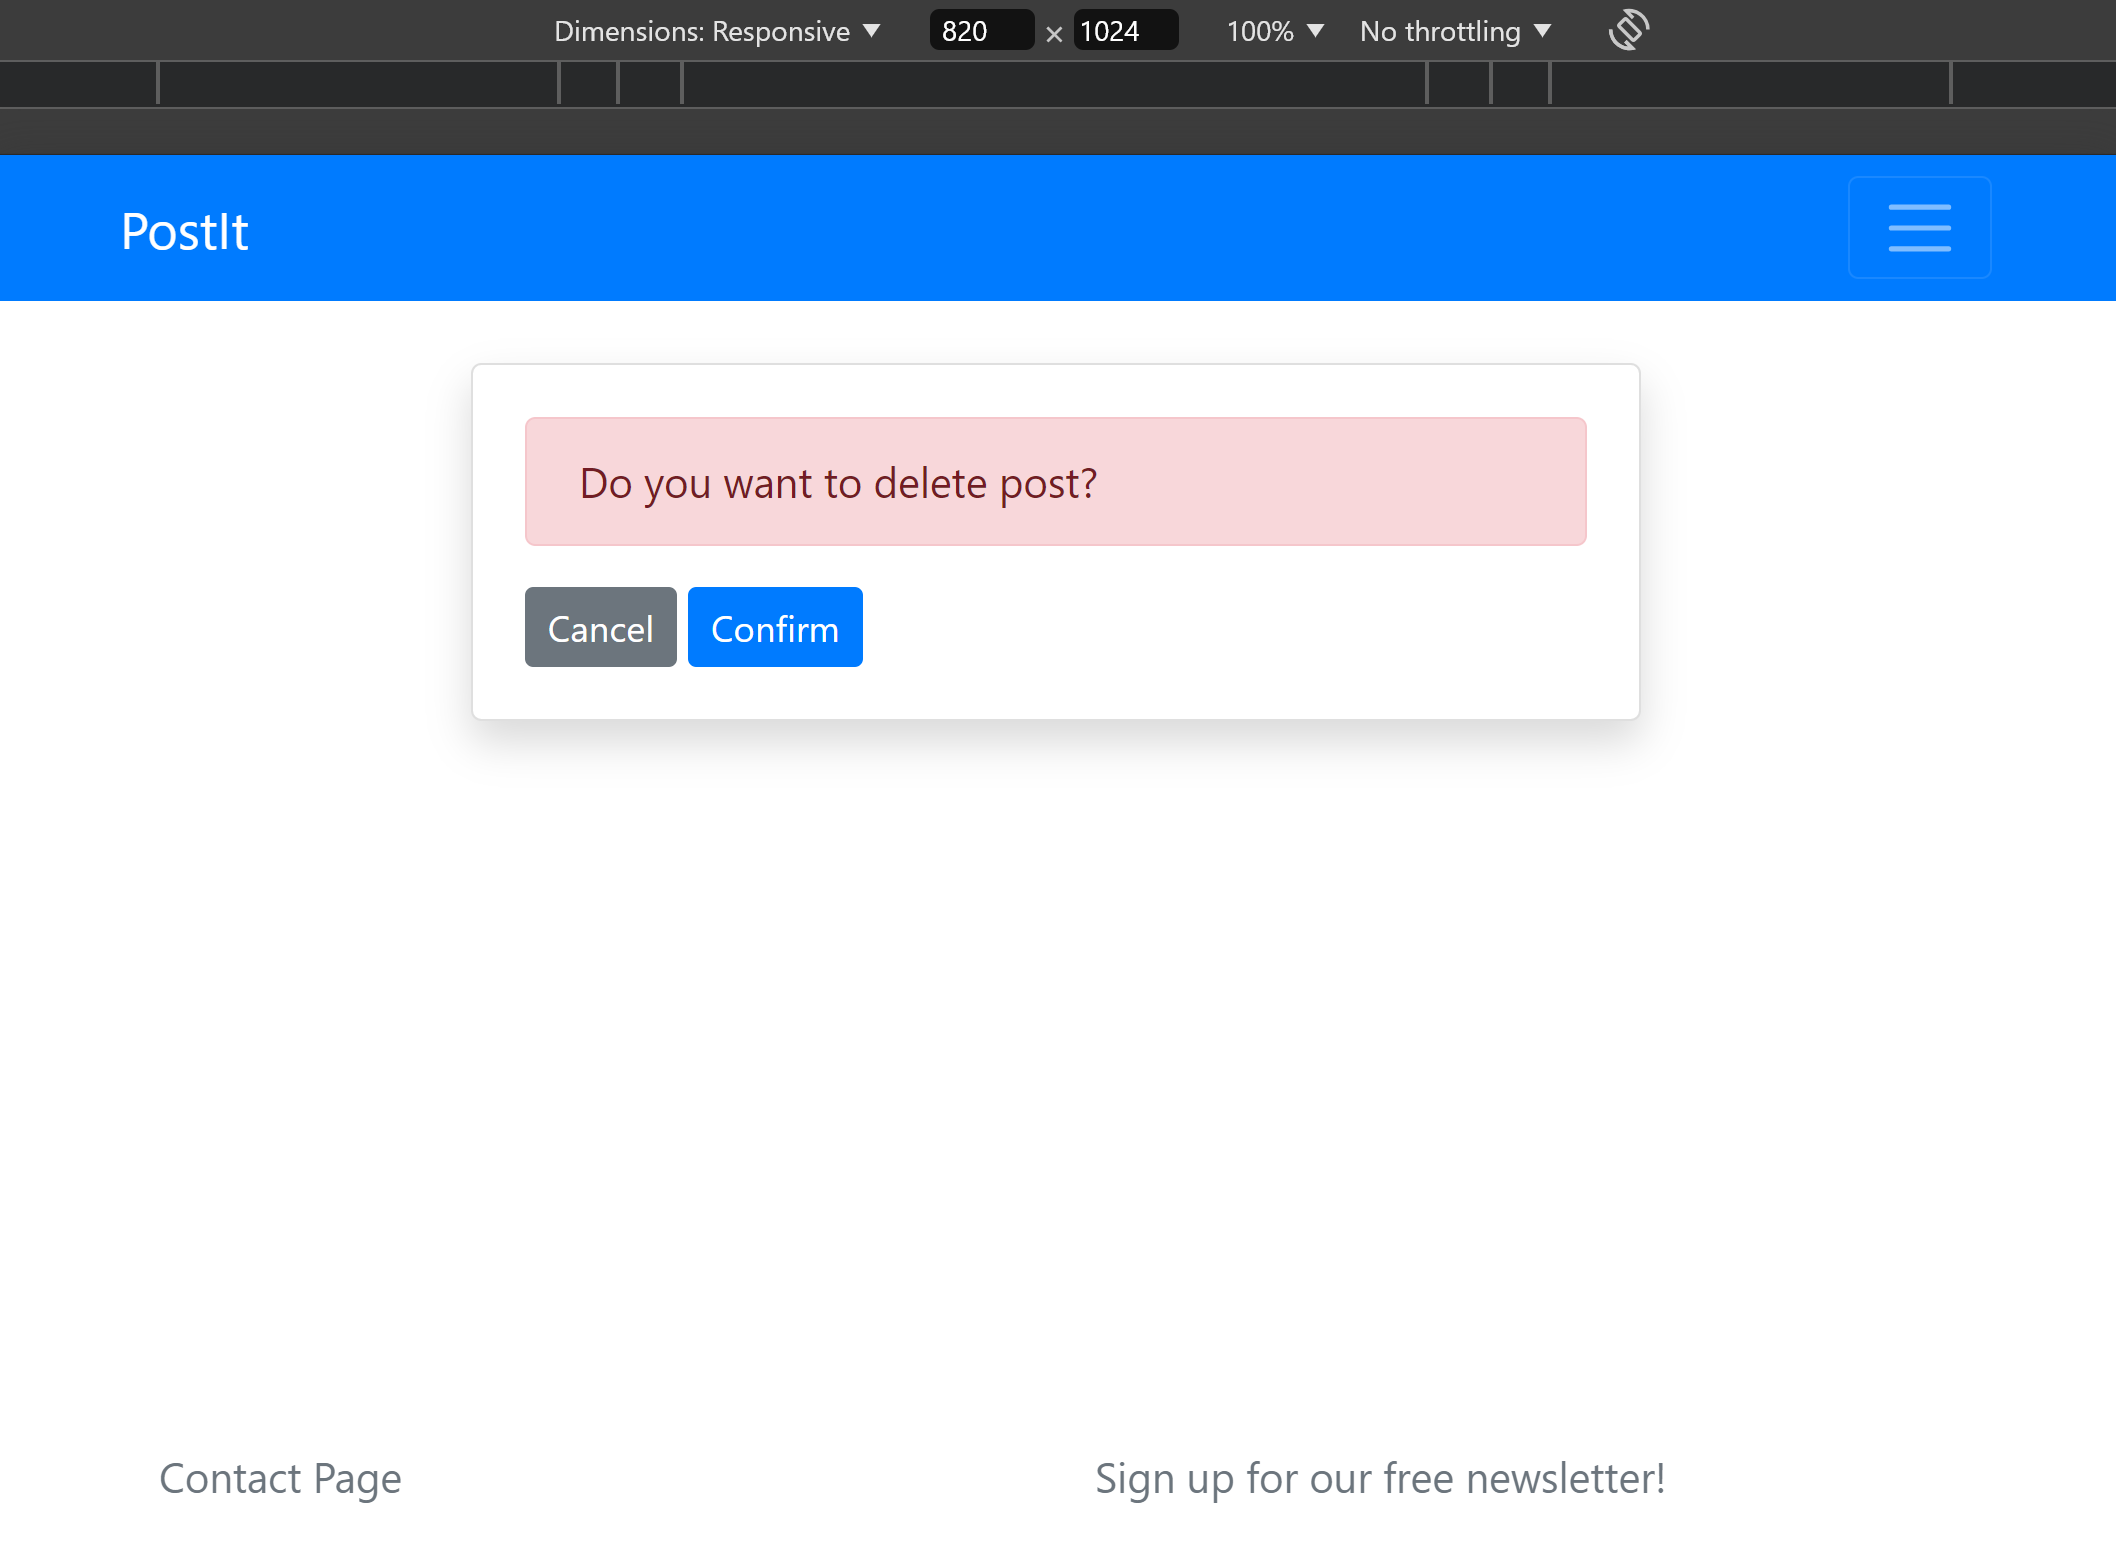 Dimensions: Responsive 820 × 1024 100% No throttling
PostIt
Do you want to delete post?
Cancel Confirm
Contact Page Sign up for our free newsletter!